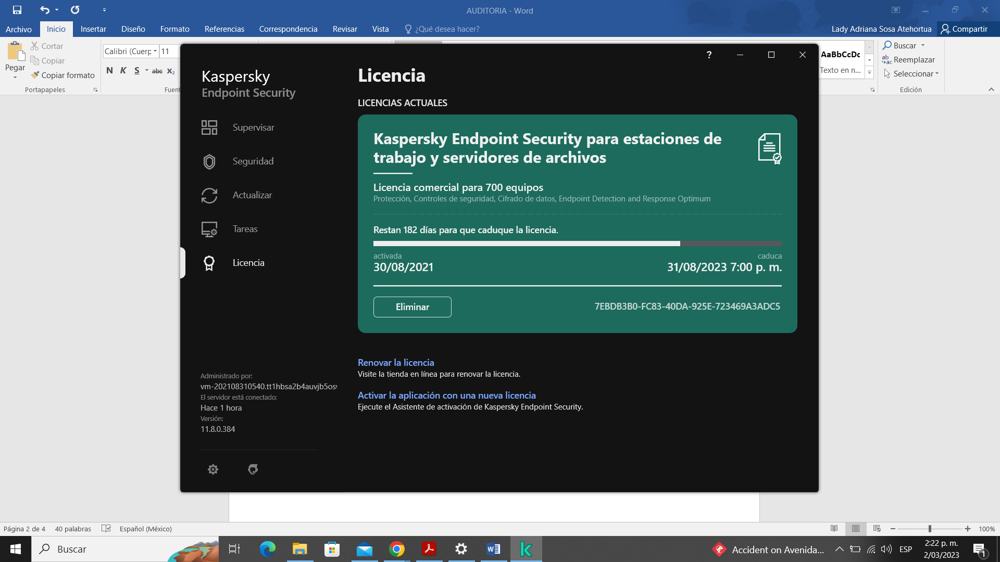 AUDITORIA - Word
Archivo Inicio Insertar Diseño Formato Referencias Correspondencia Revisar Vista ¿Qué desea hacer? Lady Adriana Sosa Atehortua Compartir
Pegar
Cortar
Copiar
Copiar formato
Portapapeles
Calibri (Cuerp 11
N K S abc x₂
Fuent
AaBbCcDc
Texto en n...
Buscar
Reemplazar
Seleccionar
Edición
Kaspersky
Endpoint Security
Supervisar
Seguridad
Actualizar
Tareas
Licencia
Administrado por:
vm-202108310540.tt1hbsa2b4auvjb5os
El servidor está conectado:
Hace 1 hora
Versión:
11.8.0.384
?
Licencia
LICENCIAS ACTUALES
Kaspersky Endpoint Security para estaciones de
trabajo y servidores de archivos
Licencia comercial para 700 equipos
Protección, Controles de seguridad, Cifrado de datos, Endpoint Detection and Response Optimum
Restan 182 días para que caduque la licencia.
activada caduca
30/08/2021 31/08/2023 7:00 p. m.
Eliminar 7EBDB3B0-FC83-40DA-925E-723469A3ADC5
Renovar la licencia
Visite la tienda en línea para renovar la licencia.
Activar la aplicación con una nueva licencia
Ejecute el Asistente de activación de Kaspersky Endpoint Security.
Página 2 de 4 40 palabras Español (México) 100%
Buscar
Accident on Avenida... ESP
2:22 p. m.
2/03/2023
1